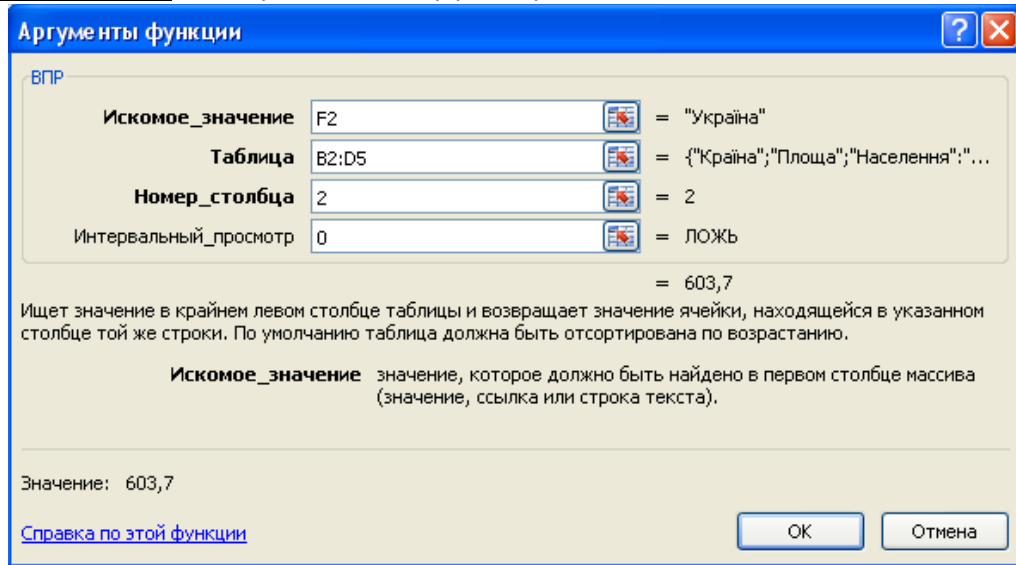 Аргументы функции
ВПР
Искомое_значение F2 = "Україна"
Таблица B2:D5 = {"Країна";"Площа";"Населення":"...
Номер_столбца 2 = 2
Интервальный_просмотр 0 = ЛОЖЬ
= 603,7
Ищет значение в крайнем левом столбце таблицы и возвращает значение ячейки, находящейся в указанном
столбце той же строки. По умолчанию таблица должна быть отсортирована по возрастанию.
Искомое_значение значение, которое должно быть найдено в первом столбце массива
(значение, ссылка или строка текста).
Значение: 603,7
Справка по этой функции
ОК
Отмена